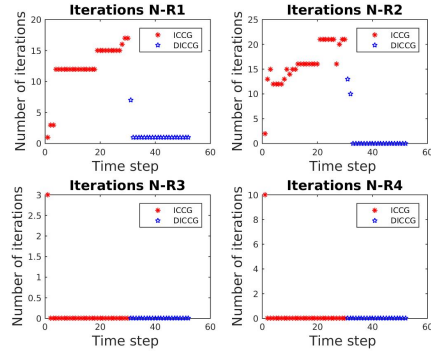 Iterations N-R1
Number of iterations
20
15
10
5
0
0 20 40 60
Time step
ICCG
DICCG
Iterations N-R2
Number of iterations
25
20
15
10
5
0
0 20 40 60
Time step
ICCG
DICCG
Iterations N-R3
Number of iterations
3
2.5
2
1.5
1
0.5
0
0 20 40 60
Time step
ICCG
DICCG
Iterations N-R4
Number of iterations
10
8
6
4
2
0
0 20 40 60
Time step
ICCG
DICCG